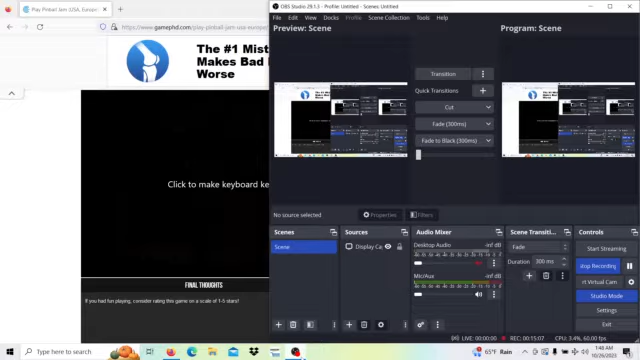 Play Pinball Jam (USA, Europe)
https://www.gamephd.com/play-pinball-jam-usa-europe
The #1 Mist
Makes Bad
Worse
Click to make keyboard ke
FINAL THOUGHTS
If you had fun playing, consider rating this game on a scale of 1-5 stars!
OBS Studio 29.1.3 - Profile: Untitled - Scenes: Untitled
File Edit View Docks Profile Scene Collection Tools Help
Preview: Scene
Program: Scene
Transition
Quick Transitions
Cut
Fade (300ms)
Fade to Black (300ms)
No source selected
Properties
Filters
Scenes
Scene
Sources
Display Ca
Audio Mixer
Desktop Audio
-inf dB
Mic/Aux
-inf dB
Scene Transiti...
Fade
Duration 300 ms
Controls
Start Streaming
top Recording
rt Virtual Cam
Studio Mode
Settings
Exit
LIVE: 00:00:00
REC: 00:15:07
CPU: 3.4%, 60.00 fps
Type here to search
65°F Rain
1:48 AM
10/26/2023